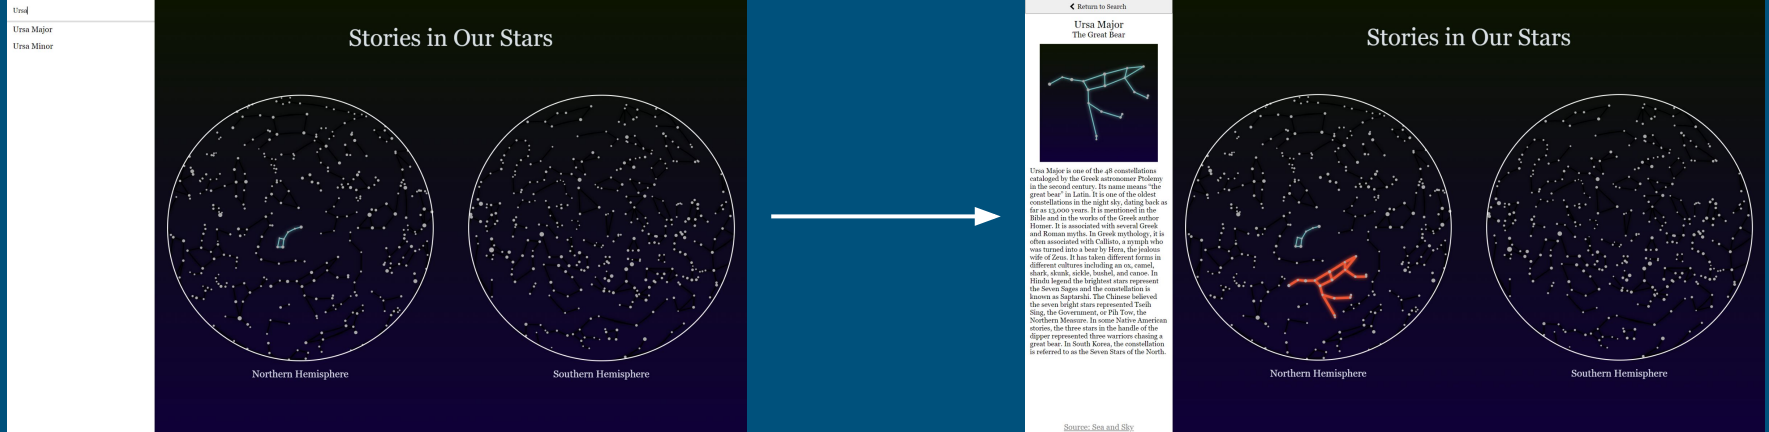 Ursa
Ursa Major
Ursa Minor
Stories in Our Stars
Northern Hemisphere
Southern Hemisphere
Return to Search
Ursa Major
The Great Bear
Ursa Major is one of the 48 constellations
cataloged by the Greek astronomer Ptolemy
in the second century. Its name means "the
great bear" in Latin. It is one of the oldest
constellations in the night sky, dating back as
far as 13,000 years. It is mentioned in the
Bible and in the works of the Greek author
Homer. It is associated with several Greek
and Roman myths. In Greek mythology, it is
often associated with Callisto, a nymph who
was turned into a bear by Hera, the jealous
wife of Zeus. It has taken different forms in
different cultures including an ox, camel,
shark, skunk, sickle, bushel, and canoe. In
Hindu legend the brightest stars represent
the Seven Sages and the constellation is
known as Saptarshi. The Chinese believed
the seven bright stars represented Tseih
Sing, the Government, or Pih Tow, the
Northern Measure. In some Native American
stories, the three stars in the handle of the
dipper represented three warriors chasing a
great bear. In South Korea, the constellation
is referred to as the Seven Stars of the North.
Source: Sea and Sky
Stories in Our Stars
Northern Hemisphere
Southern Hemisphere